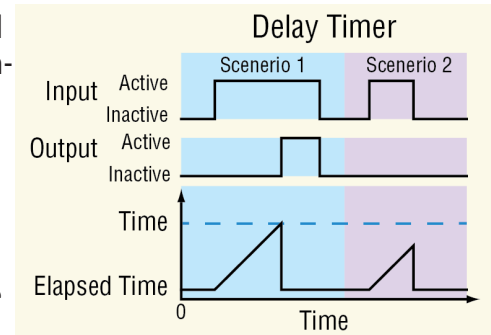 Delay Timer
Scenerio 1 Scenerio 2
Input Active
Inactive
Output Active
Inactive
Time
Elapsed Time
0
Time